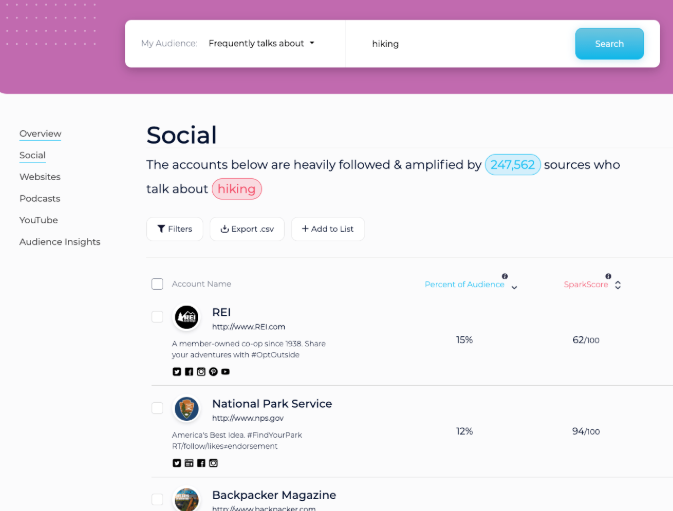 My Audience: Frequently talks about hiking Search
Overview
Social
Websites
Podcasts
YouTube
Audience Insights
Social
The accounts below are heavily followed & amplified by 247,562 sources who
talk about hiking
Filters Export .csv + Add to List
Account Name Percent of Audience SparkScore
REI
http://www.REI.com
A member-owned co-op since 1938. Share
your adventures with #OptOutside
15% 62/100
National Park Service
http://www.nps.gov
America's Best Idea. #FindYourPark
RT/follow/likes≠endorsement
12% 94/100
Backpacker Magazine
http://www.backpacker.com